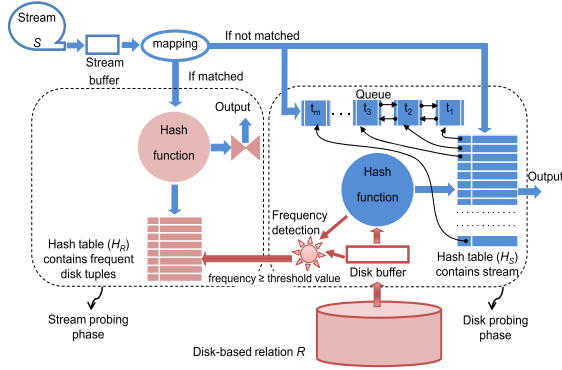 Stream
S
Stream
buffer
mapping
If not matched
If matched
Output
Queue
tm
t3
t2
t1
Hash
function
Hash
function
Output
Frequency
detection
Disk buffer
Hash table (HR)
contains frequent
disk tuples
frequency ≥ threshold value
Hash table (HS)
contains stream
Stream probing
phase
Disk probing
phase
Disk-based relation R